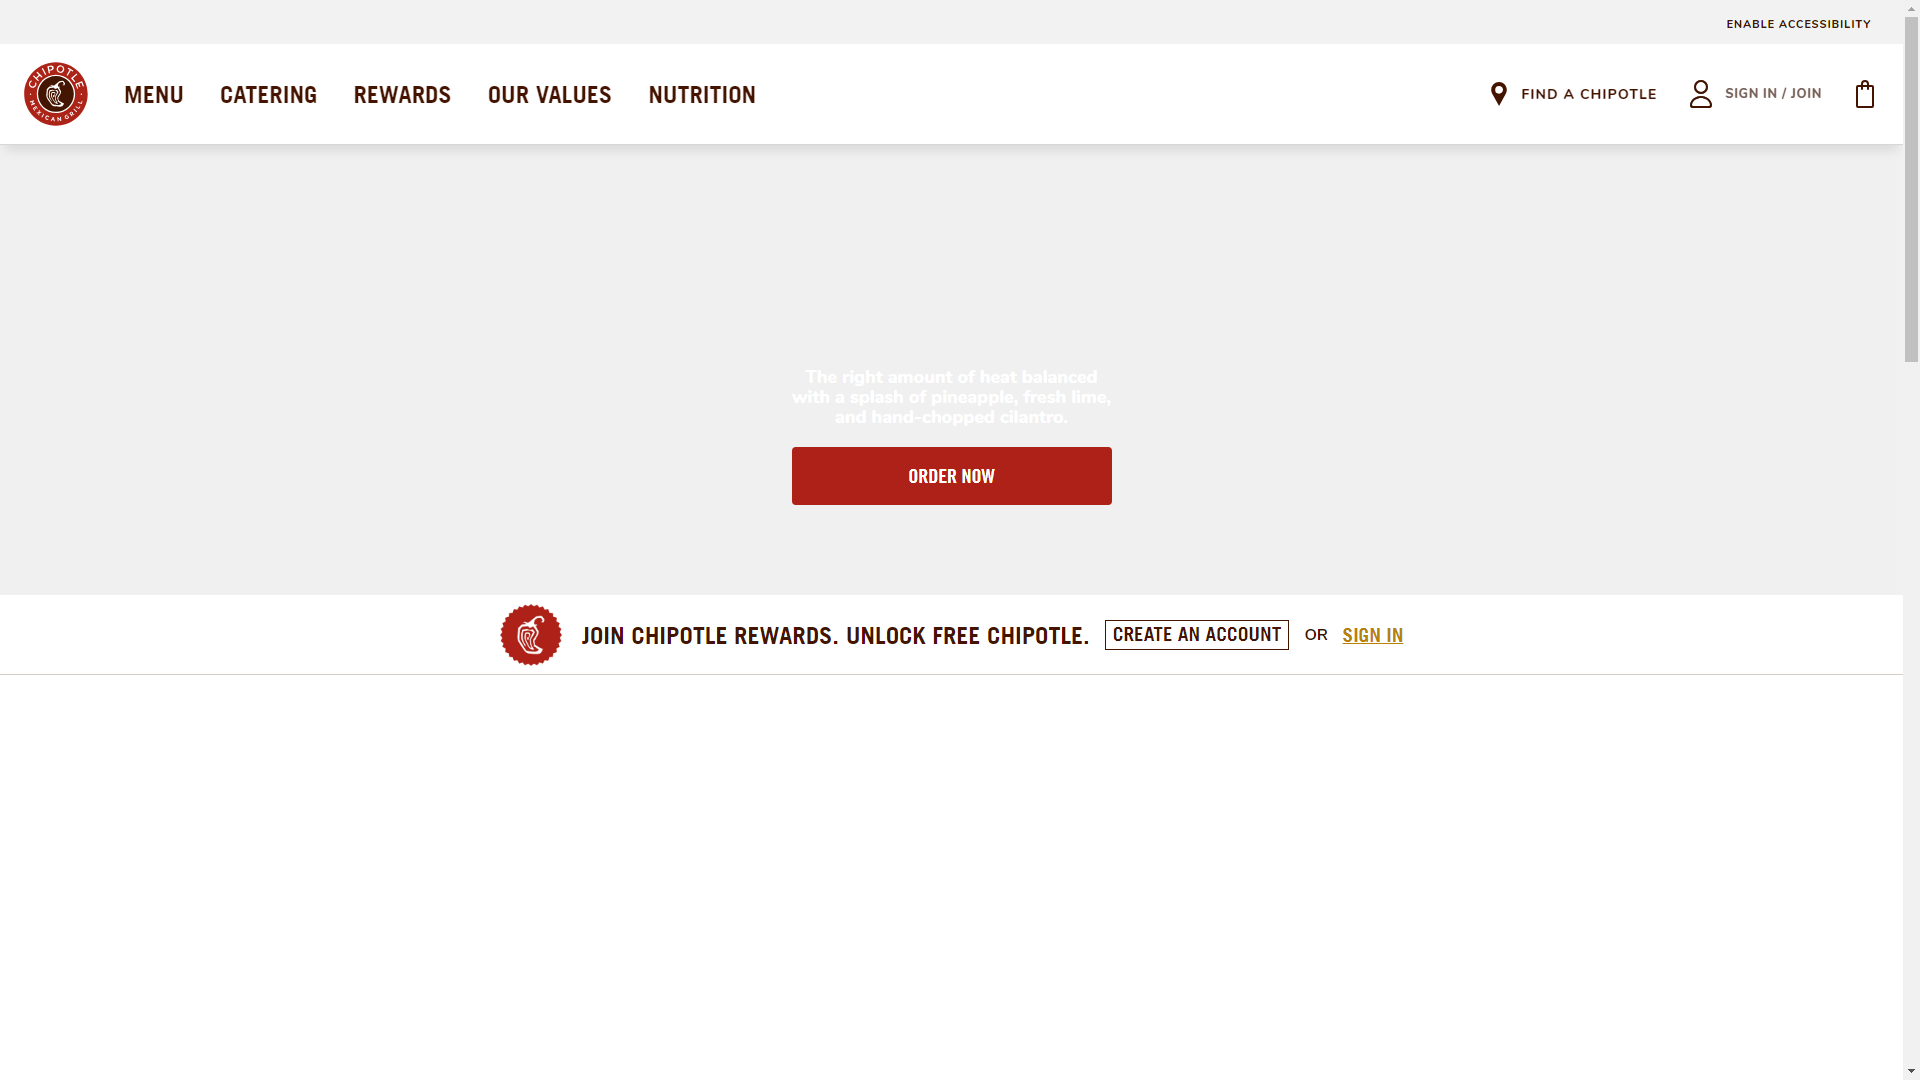 ENABLE ACCESSIBILITY
CHIPOTLE
MEXICAN GRILL
MENU
CATERING
REWARDS
OUR VALUES
NUTRITION
FIND A CHIPOTLE
SIGN IN / JOIN
The right amount of heat balanced
with a splash of pineapple, fresh lime,
and hand-chopped cilantro.
ORDER NOW
JOIN CHIPOTLE REWARDS. UNLOCK FREE CHIPOTLE.
CREATE AN ACCOUNT
OR
SIGN IN